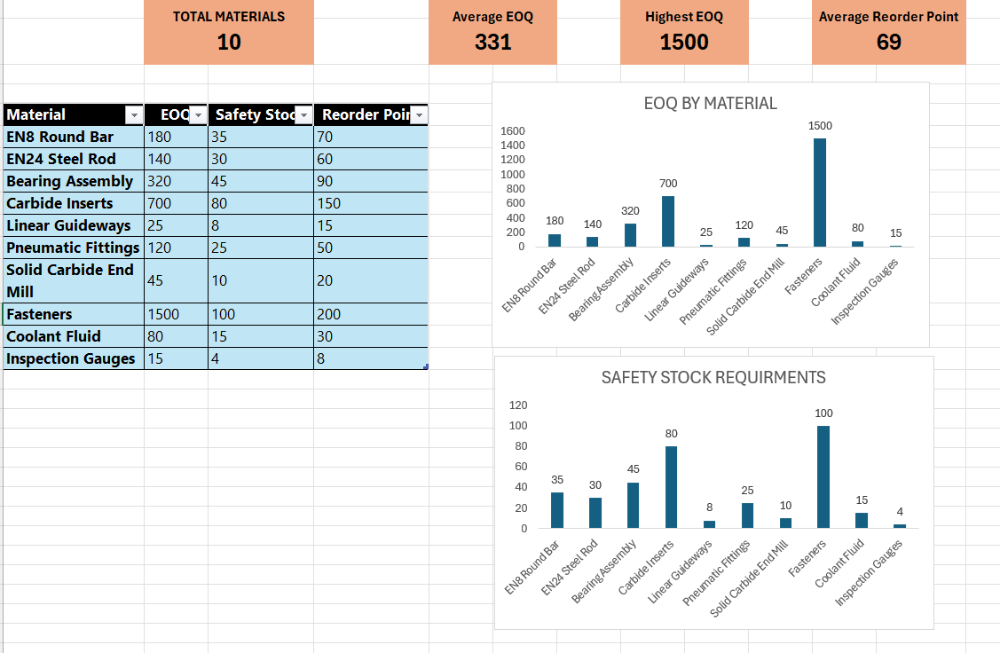 TOTAL MATERIALS
10
Average EOQ
331
Highest EOQ
1500
Average Reorder Point
69
Material EOQ Safety Stoc Reorder Poir
EN8 Round Bar 180 35 70
EN24 Steel Rod 140 30 60
Bearing Assembly 320 45 90
Carbide Inserts 700 80 150
Linear Guideways 25 8 15
Pneumatic Fittings 120 25 50
Solid Carbide End
Mill 45 10 20
Fasteners 1500 100 200
Coolant Fluid 80 15 30
Inspection Gauges 15 4 8
EOQ BY MATERIAL
1600
1400
1200
1000
800
600
400
200
0
180 140 320 700 25 120 45 1500 80 15
EN8 Round Bar
EN24 Steel Rod
Bearing Assembly
Carbide Inserts
Linear Guideways
Pneumatic Fittings
Solid Carbide End Mill
Fasteners
Coolant Fluid
Inspection Gauges
SAFETY STOCK REQUIRMENTS
120
100
80
60
40
20
0
35 30 45 80 8 25 10 100 15 4
EN8 Round Bar
EN24 Steel Rod
Bearing Assembly
Carbide Inserts
Linear Guideways
Pneumatic Fittings
Solid Carbide End Mill
Fasteners
Coolant Fluid
Inspection Gauges